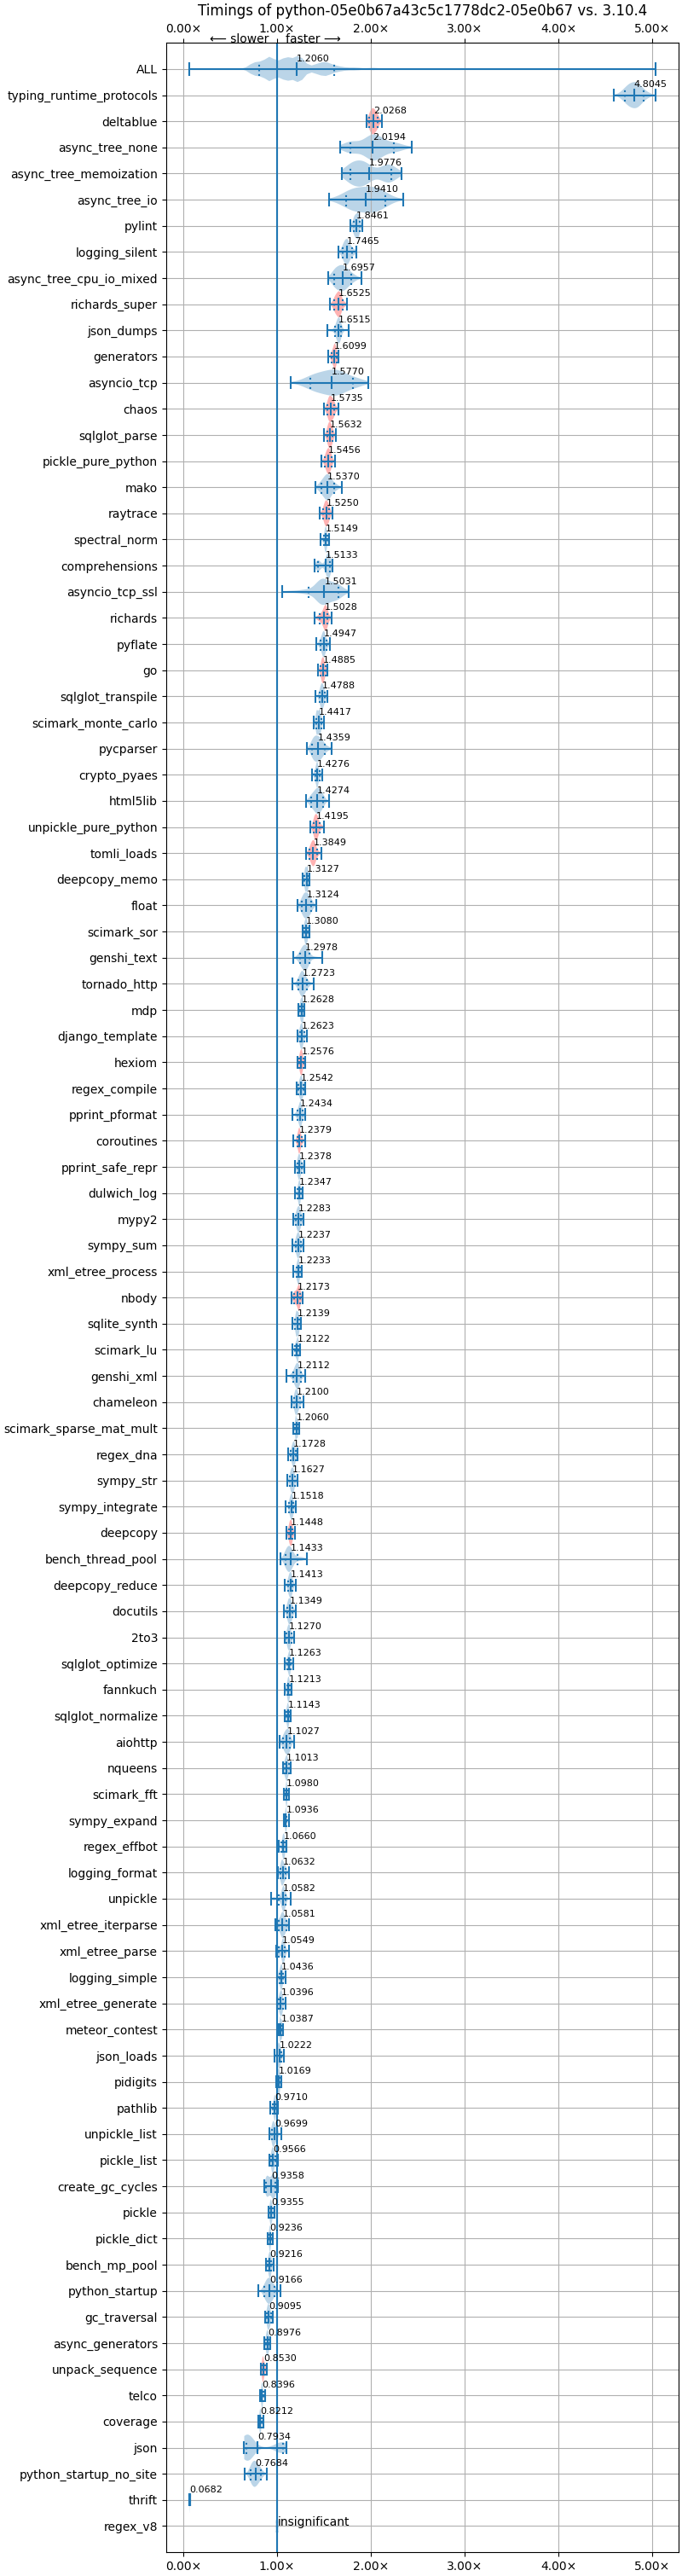 Timings of python-05e0b67a43c5c1778dc2-05e0b67 vs. 3.10.4
0.00× 1.00× 2.00× 3.00× 4.00× 5.00×
⟵ slower faster ⟶
ALL 1.2060
typing_runtime_protocols 4.8045
deltablue 2.0268
async_tree_none 2.0194
async_tree_memoization 1.9776
async_tree_io 1.9410
pylint 1.8461
logging_silent 1.7465
async_tree_cpu_io_mixed 1.6957
richards_super 1.6525
json_dumps 1.6515
generators 1.6099
asyncio_tcp 1.5770
chaos 1.5735
sqlglot_parse 1.5632
pickle_pure_python 1.5456
mako 1.5370
raytrace 1.5250
spectral_norm 1.5149
comprehensions 1.5133
asyncio_tcp_ssl 1.5031
richards 1.5028
pyflate 1.4947
go 1.4885
sqlglot_transpile 1.4788
scimark_monte_carlo 1.4417
pycparser 1.4359
crypto_pyaes 1.4276
html5lib 1.4274
unpickle_pure_python 1.4195
tomli_loads 1.3849
deepcopy_memo 1.3127
float 1.3124
scimark_sor 1.3080
genshi_text 1.2978
tornado_http 1.2723
mdp 1.2628
django_template 1.2623
hexiom 1.2576
regex_compile 1.2542
pprint_pformat 1.2434
coroutines 1.2379
pprint_safe_repr 1.2378
dulwich_log 1.2347
mypy2 1.2283
sympy_sum 1.2237
xml_etree_process 1.2233
nbody 1.2173
sqlite_synth 1.2139
scimark_lu 1.2122
genshi_xml 1.2112
chameleon 1.2100
scimark_sparse_mat_mult 1.2060
regex_dna 1.1728
sympy_str 1.1627
sympy_integrate 1.1518
deepcopy 1.1448
bench_thread_pool 1.1433
deepcopy_reduce 1.1413
docutils 1.1349
2to3 1.1270
sqlglot_optimize 1.1263
fannkuch 1.1213
sqlglot_normalize 1.1143
aiohttp 1.1027
nqueens 1.1013
scimark_fft 1.0980
sympy_expand 1.0936
regex_effbot 1.0660
logging_format 1.0632
unpickle 1.0582
xml_etree_iterparse 1.0581
xml_etree_parse 1.0549
logging_simple 1.0436
xml_etree_generate 1.0396
meteor_contest 1.0387
json_loads 1.0222
pidigits 1.0169
pathlib 0.9710
unpickle_list 0.9699
pickle_list 0.9566
create_gc_cycles 0.9358
pickle 0.9355
pickle_dict 0.9236
bench_mp_pool 0.9216
python_startup 0.9166
gc_traversal 0.9095
async_generators 0.8976
unpack_sequence 0.8530
telco 0.8396
coverage 0.8212
json 0.7934
python_startup_no_site 0.7684
thrift 0.0682
regex_v8 insignificant
0.00× 1.00× 2.00× 3.00× 4.00× 5.00×